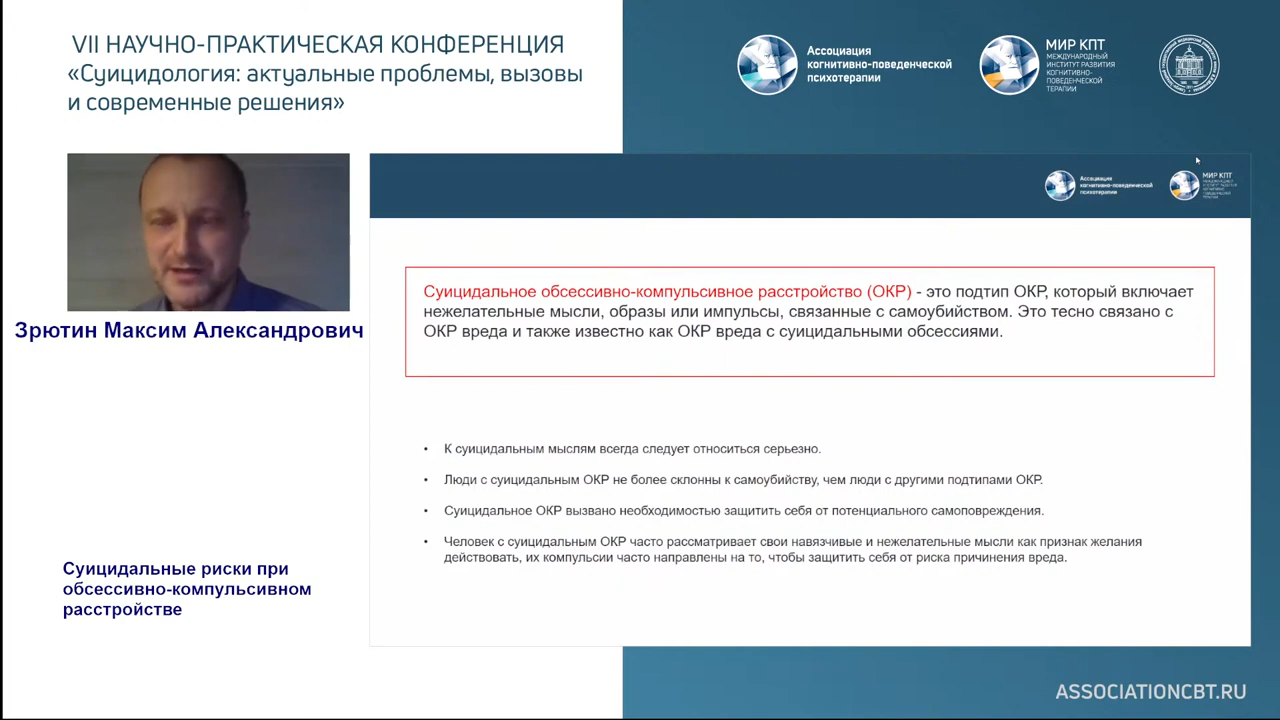 VII НАУЧНО-ПРАКТИЧЕСКАЯ КОНФЕРЕНЦИЯ
«Суицидология: актуальные проблемы, вызовы
и современные решения»
Ассоциация
когнитивно-поведенческой
психотерапии
МИР КПТ
МЕЖДУНАРОДНЫЙ
ИНСТИТУТ РАЗВИТИЯ
КОГНИТИВНО-
ПОВЕДЕНЧЕСКОЙ
ТЕРАПИИ
Ассоциация
когнитивно-поведенческой
психотерапии
МИР КПТ
Зрютин Максим Александрович
Суицидальное обсессивно-компульсивное расстройство (ОКР) - это подтип ОКР, который включает
нежелательные мысли, образы или импульсы, связанные с самоубийством. Это тесно связано с
ОКР вреда и также известно как ОКР вреда с суицидальными обсессиями.
• К суицидальным мыслям всегда следует относиться серьезно.
• Люди с суицидальным ОКР не более склонны к самоубийству, чем люди с другими подтипами ОКР.
• Суицидальное ОКР вызвано необходимостью защитить себя от потенциального самоповреждения.
• Человек с суицидальным ОКР часто рассматривает свои навязчивые и нежелательные мысли как признак желания
действовать, их компульсии часто направлены на то, чтобы защитить себя от риска причинения вреда.
Суицидальные риски при
обсессивно-компульсивном
расстройстве
ASSOCIATIONCBT.RU